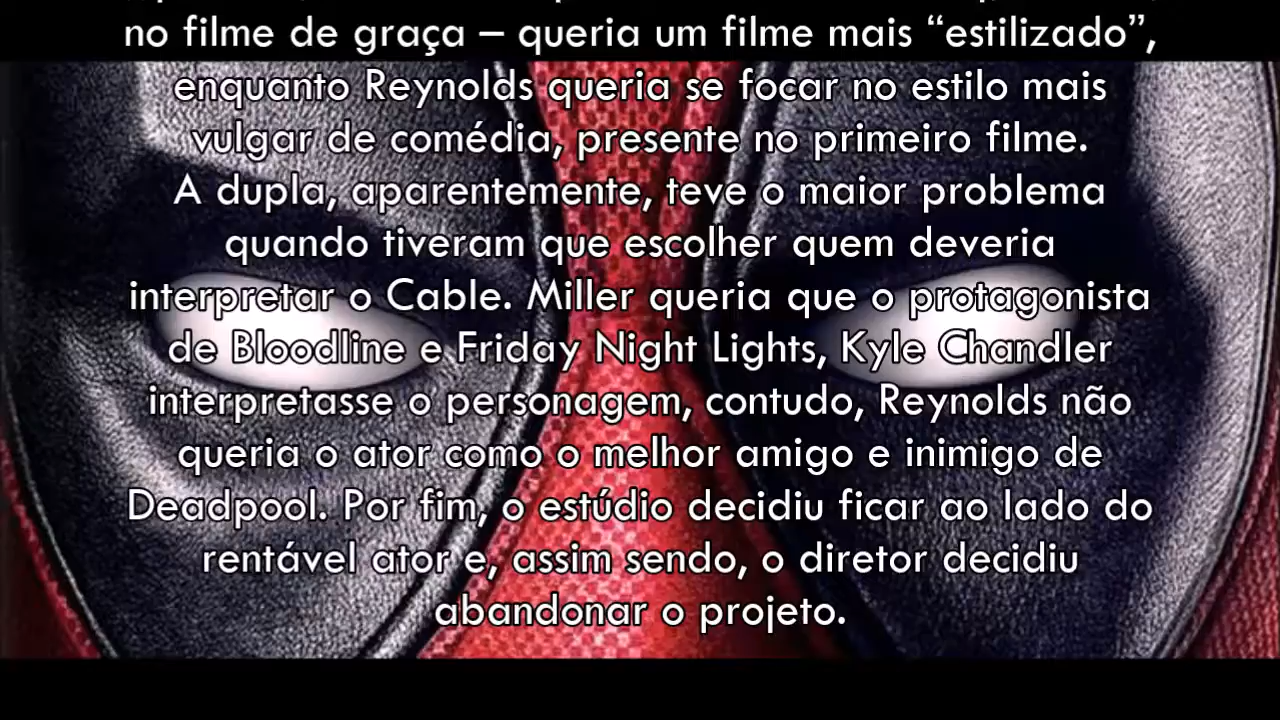 no filme de graça – queria um filme mais “estilizado”,
enquanto Reynolds queria se focar no estilo mais
vulgar de comédia, presente no primeiro filme.
A dupla, aparentemente, teve o maior problema
quando tiveram que escolher quem deveria
interpretar o Cable. Miller queria que o protagonista
de Bloodline e Friday Night Lights, Kyle Chandler
interpretasse o personagem, contudo, Reynolds não
queria o ator como o melhor amigo e inimigo de
Deadpool. Por fim, o estúdio decidiu ficar ao lado do
rentável ator e, assim sendo, o diretor decidiu
abandonar o projeto.